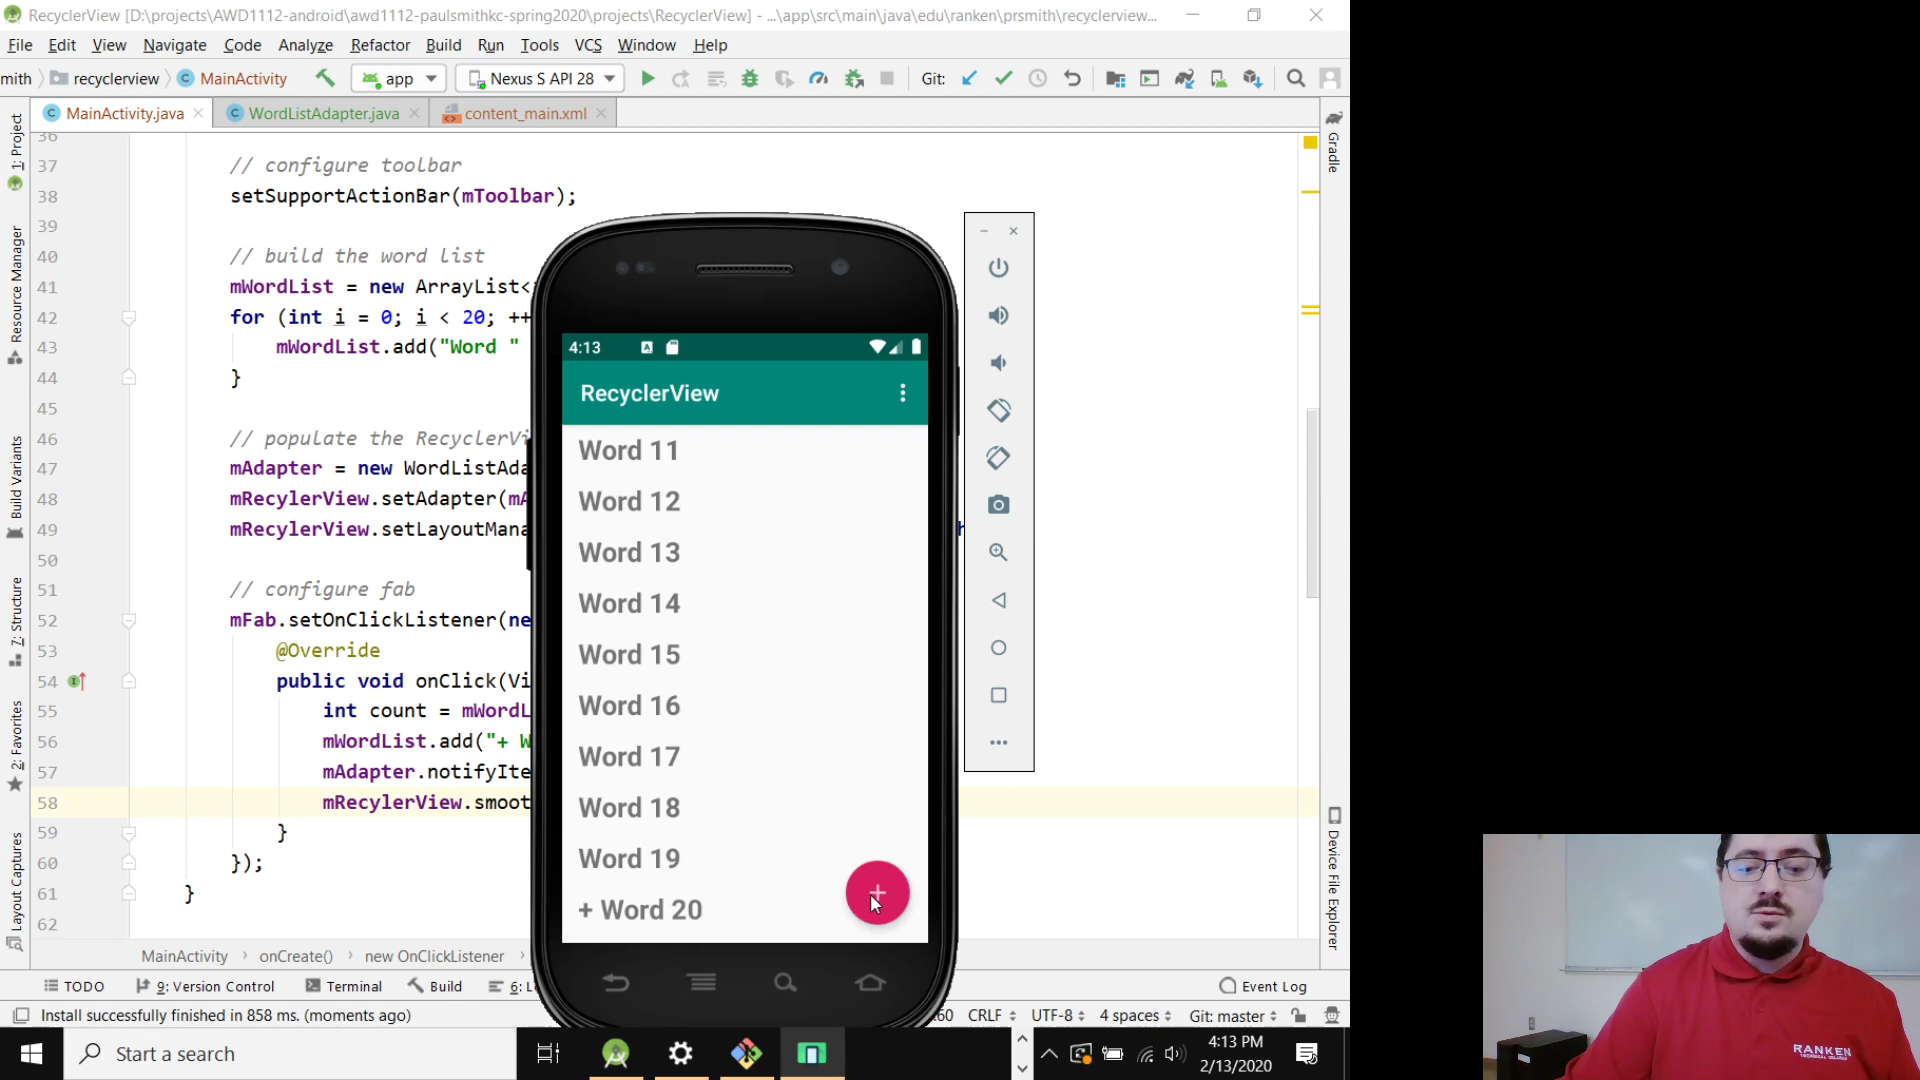 RecyclerView [D:\projects\AWD1112-android\awd1112-paulsmithkc-spring2020\projects\RecyclerView] - ...\app\src\main\java\edu\ranken\prsmith\recyclerview...
File Edit View Navigate Code Analyze Refactor Build Run Tools VCS Window Help
mith recyclerview MainActivity app Nexus S API 28 Git:
MainActivity.java WordListAdapter.java content_main.xml
36
37 // configure toolbar
38 setSupportActionBar(mToolbar);
39
40 // build the word list
41 mWordList = new ArrayList<
42 for (int i = 0; i < 20; ++
43 mWordList.add("Word "
44 }
45
46 // populate the RecyclerVi
47 mAdapter = new WordListAda
48 mRecylerView.setAdapter(mA
49 mRecylerView.setLayoutMana
50
51 // configure fab
52 mFab.setOnClickListener(ne
53 @Override
54 public void onClick(Vi
55 int count = mWordL
56 mWordList.add("+ W
57 mAdapter.notifyIte
58 mRecylerView.smoot
59 }
60 });
61 }
62
4:13
RecyclerView
Word 11
Word 12
Word 13
Word 14
Word 15
Word 16
Word 17
Word 18
Word 19
+ Word 20
1: Project
Resource Manager
Build Variants
7: Structure
2: Favorites
Layout Captures
Gradle
Device File Explorer
MainActivity onCreate() new OnClickListener
TODO 9: Version Control Terminal Build 6: L Event Log
Install successfully finished in 858 ms. (moments ago) :60 CRLF UTF-8 4 spaces Git: master
Start a search
4:13 PM
2/13/2020
RANKEN
TECHNICAL COLLEGE